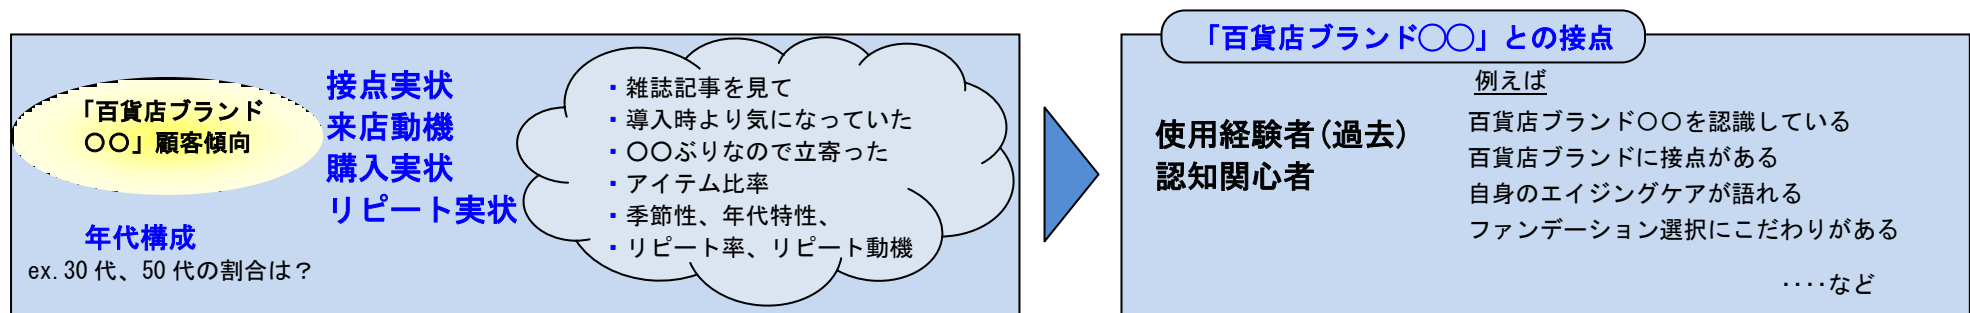 「百貨店ブランド
〇〇」顧客傾向
年代構成
ex.30代、50代の割合は？
接点実状
来店動機
購入実状
リピート実状
・雑誌記事を見て
・導入時より気になっていた
・〇〇ぶりなので立寄った
・アイテム比率
・季節性、年代特性、
・リピート率、リピート動機
「百貨店ブランド◯◯」との接点
使用経験者(過去)
認知関心者
例えば
百貨店ブランド〇〇を認識している
百貨店ブランドに接点がある
自身のエイジングケアが語れる
ファンデーション選択にこだわりがある
‥‥など